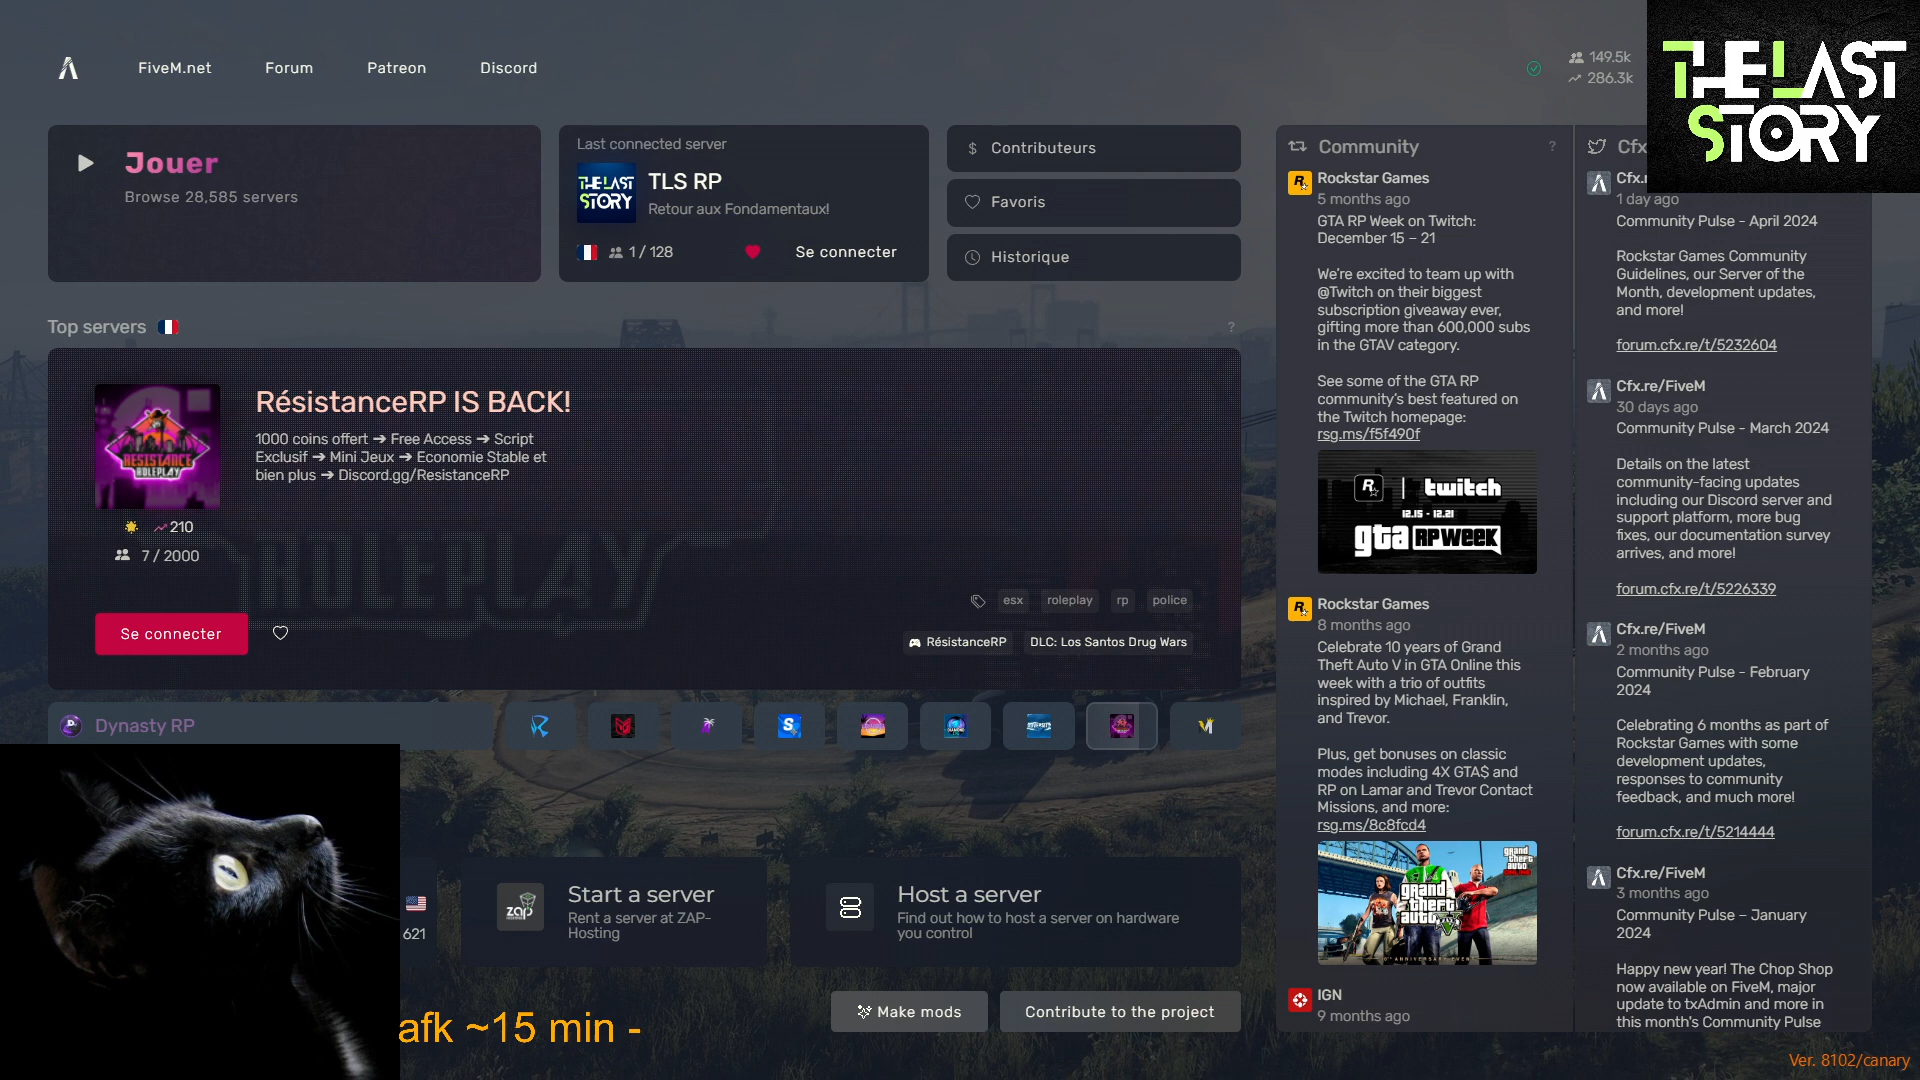 FiveM.net
Forum
Patreon
Discord
149.5k
286.3k
THE LAST
STORY
Jouer
Browse 28,585 servers
Last connected server
THE LAST
STORY
TLS RP
Retour aux Fondamentaux!
1 / 128
Se connecter
$ Contributeurs
Favoris
Historique
Top servers
?
RésistanceRP IS BACK!
1000 coins offert ➔ Free Access ➔ Script
Exclusif ➔ Mini Jeux ➔ Economie Stable et
bien plus ➔ Discord.gg/ResistanceRP
RESISTANCE
ROLEPLAY
210
7 / 2000
ROLEPLAY
Se connecter
esx
roleplay
rp
police
RésistanceRP
DLC: Los Santos Drug Wars
Dynasty RP
621
zap
Start a server
Rent a server at ZAP-
Hosting
Host a server
Find out how to host a server on hardware
you control
afk ~15 min -
Make mods
Contribute to the project
Community
?
Rockstar Games
5 months ago
GTA RP Week on Twitch:
December 15 – 21
We're excited to team up with
@Twitch on their biggest
subscription giveaway ever,
gifting more than 600,000 subs
in the GTAV category.
See some of the GTA RP
community's best featured on
the Twitch homepage:
rsg.ms/f5f490f
R | twitch
12.15 - 12.21
gta RP WEEK
Rockstar Games
8 months ago
Celebrate 10 years of Grand
Theft Auto V in GTA Online this
week with a trio of outfits
inspired by Michael, Franklin,
and Trevor.
Plus, get bonuses on classic
modes including 4X GTA$ and
RP on Lamar and Trevor Contact
Missions, and more:
rsg.ms/8c8fcd4
grand
theft
auto
V
IGN
9 months ago
Cfx
Cfx.r
1 day ago
Community Pulse - April 2024
Rockstar Games Community
Guidelines, our Server of the
Month, development updates,
and more!
forum.cfx.re/t/5232604
Cfx.re/FiveM
30 days ago
Community Pulse - March 2024
Details on the latest
community-facing updates
including our Discord server and
support platform, more bug
fixes, our documentation survey
arrives, and more!
forum.cfx.re/t/5226339
Cfx.re/FiveM
2 months ago
Community Pulse - February
2024
Celebrating 6 months as part of
Rockstar Games with some
development updates,
responses to community
feedback, and much more!
forum.cfx.re/t/5214444
Cfx.re/FiveM
3 months ago
Community Pulse – January
2024
Happy new year! The Chop Shop
now available on FiveM, major
update to txAdmin and more in
this month's Community Pulse
Ver. 8102/canary